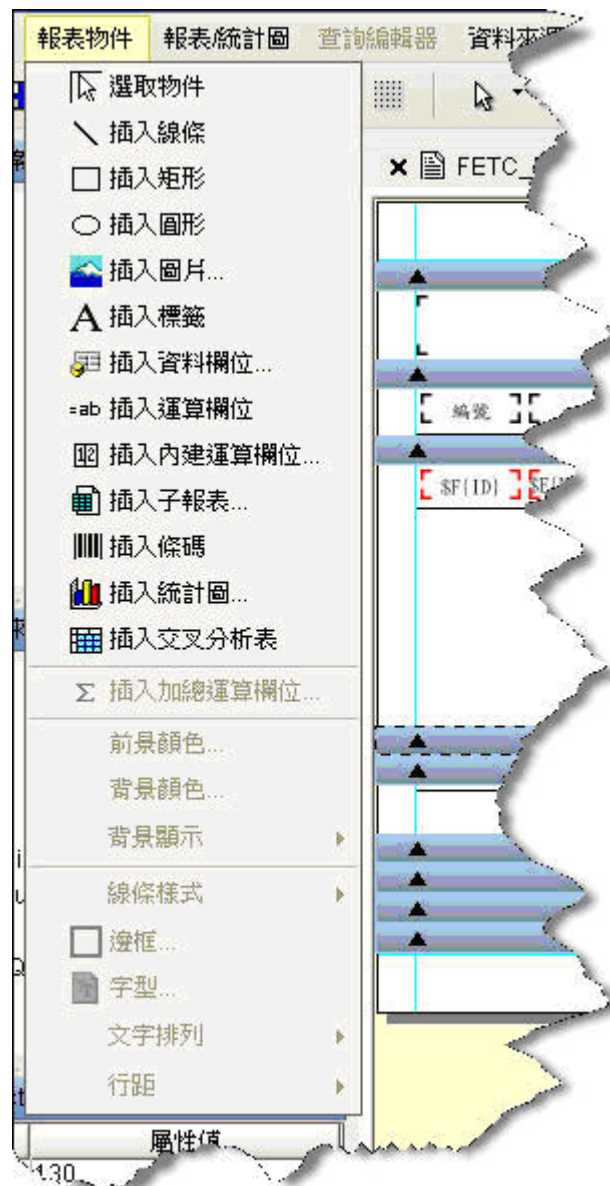 報表物件 報表/統計圖 查詢編輯器 資料來源
選取物件
插入線條
插入矩形
FETC_
插入圓形
插入圖片...
插入標籤
插入資料欄位...
=ab 插入運算欄位
編號
插入內建運算欄位...
$F{ID}
插入子報表...
插入條碼
插入統計圖...
插入交叉分析表
Σ 插入加總運算欄位...
前景顏色...
背景顏色...
背景顯示
線條樣式
邊框...
字型...
文字排列
行距
屬性值
130